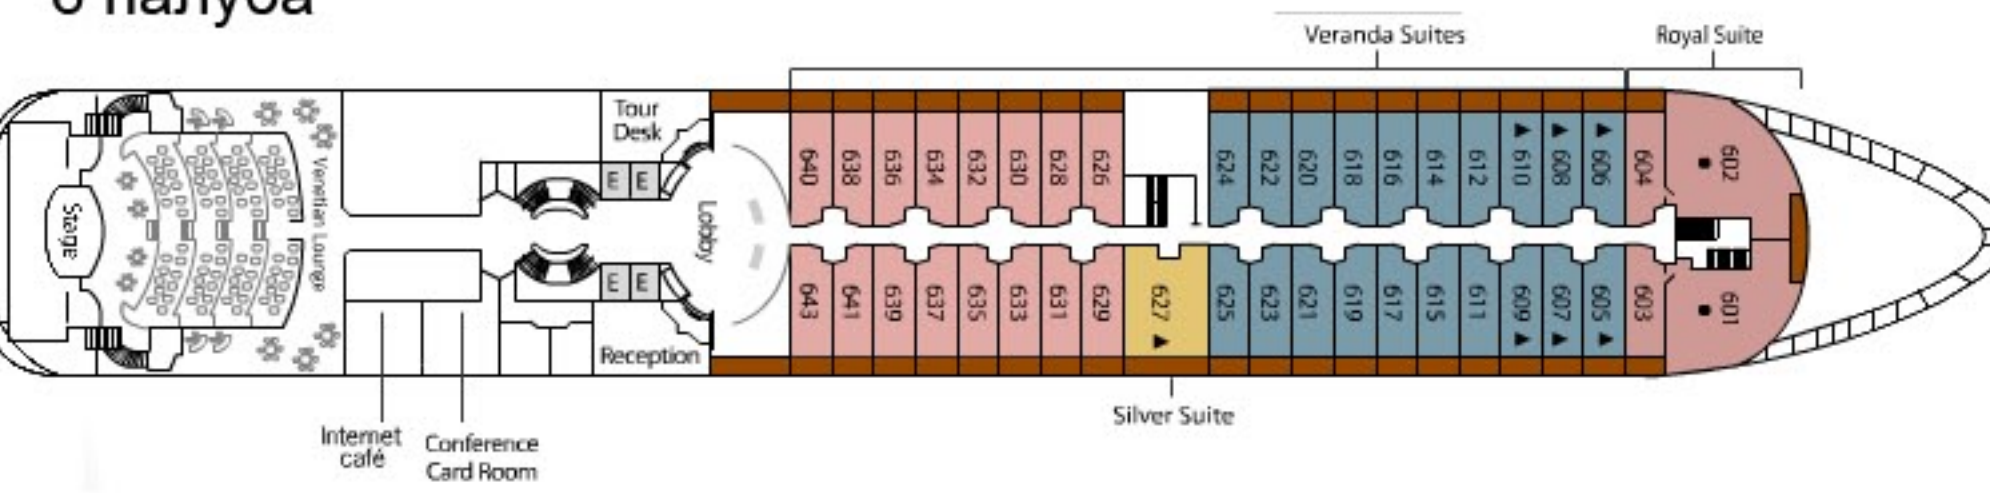 6 палуба
Veranda Suites
Royal Suite
Tour
Desk
E E
Stage
Venetian Lounge
Lobby
640 638 636 634 632 630 628 626 624 622 620 618 616 614 612 610 608 606 604 602
643 641 639 637 635 633 631 629 627 625 623 621 619 617 615 611 609 607 605 603 601
E E
Reception
Silver Suite
Internet
café
Conference
Card Room